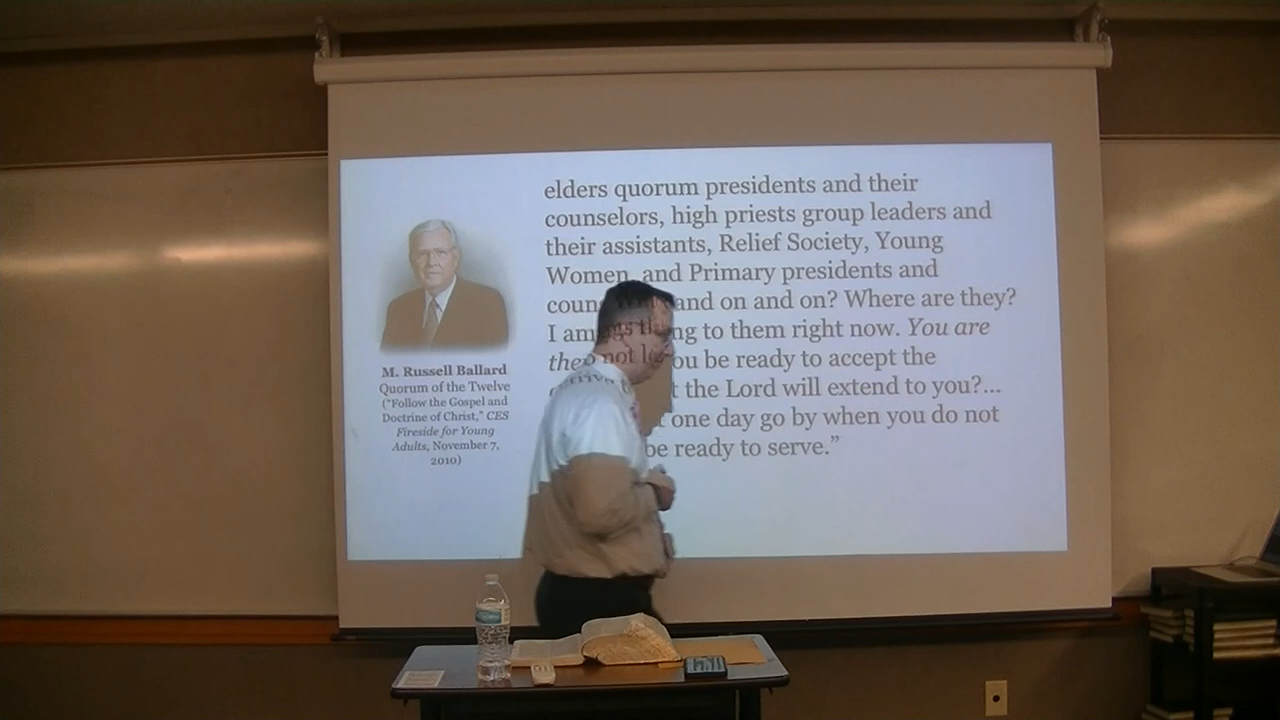 elders quorum presidents and their
counselors, high priests group leaders and
their assistants, Relief Society, Young
Women, and Primary presidents and
and on and on? Where are they?
I am to them right now. You are
not be ready to accept the
the Lord will extend to you?...
one day go by when you do not
be ready to serve.”
M. Russell Ballard
Quorum of the Twelve
(“Follow the Gospel and
Doctrine of Christ,” CES
Fireside for Young
Adults, November 7,
2010)